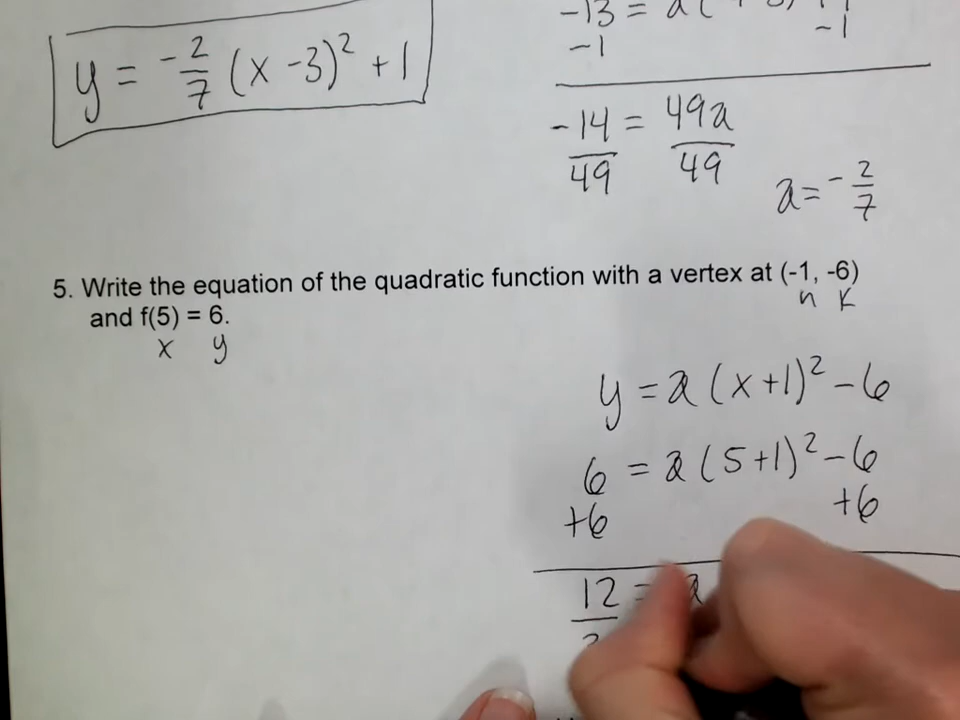 -13 = a(
-1 -1
y = -2/7 (x -3)² +1
-14 = 49a
49 49
a = -2/7
5. Write the equation of the quadratic function with a vertex at (-1, -6)
h k
and f(5) = 6.
x y
y = a (x +1)² -6
6 = a (5+1)² -6
+6 +6
12 = a